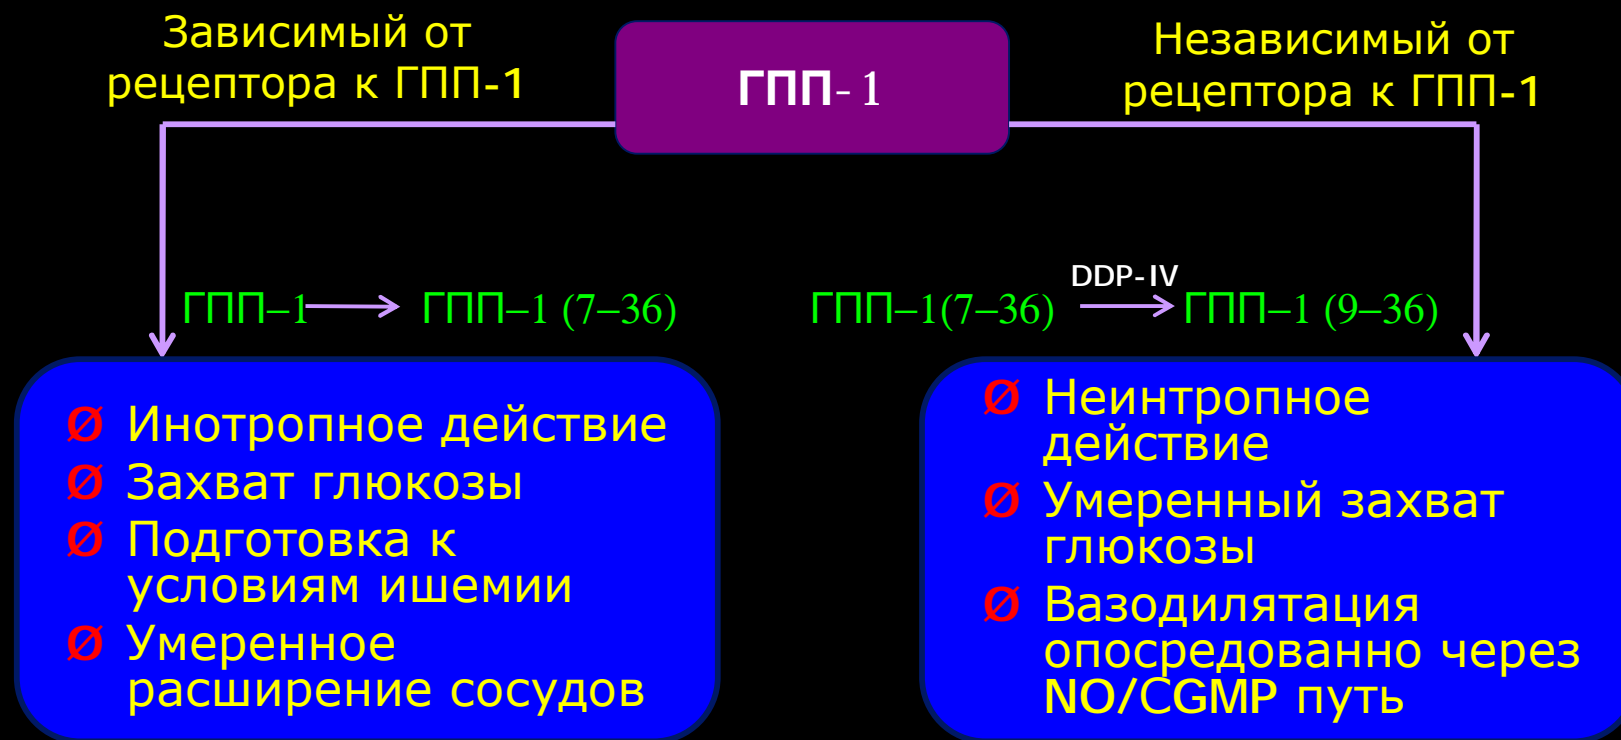 Зависимый от
рецептора к ГПП-1
ГПП-1
Независимый от
рецептора к ГПП-1
ГПП–1 → ГПП–1 (7–36)
DDP-IV
ГПП–1(7–36) → ГПП–1 (9–36)
Ø Инотропное действие
Ø Захват глюкозы
Ø Подготовка к
условиям ишемии
Ø Умеренное
расширение сосудов
Ø Неинтропное
действие
Ø Умеренный захват
глюкозы
Ø Вазодилятация
опосредованно через
NO/CGMP путь